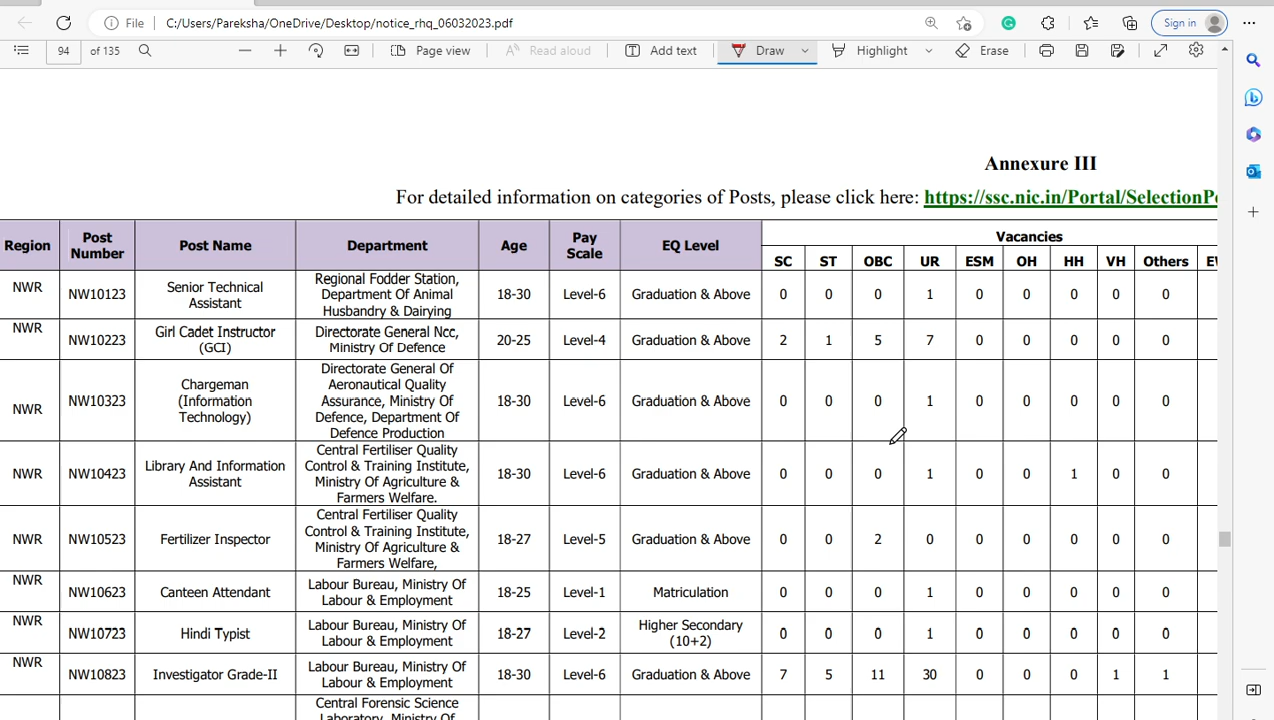 File
C:/Users/Pareksha/OneDrive/Desktop/notice_rhq_06032023.pdf
Sign in
94 of 135
Page view
Read aloud
Add text
Draw
Highlight
Erase
Annexure III
For detailed information on categories of Posts, please click here: https://ssc.nic.in/Portal/SelectionPo
Region Post Number Post Name Department Age Pay Scale EQ Level Vacancies
SC ST OBC UR ESM OH HH VH Others
NWR NW10123 Senior Technical Assistant Regional Fodder Station, Department Of Animal Husbandry & Dairying 18-30 Level-6 Graduation & Above 0 0 0 1 0 0 0 0 0
NWR NW10223 Girl Cadet Instructor (GCI) Directorate General Ncc, Ministry Of Defence 20-25 Level-4 Graduation & Above 2 1 5 7 0 0 0 0 0
NWR NW10323 Chargeman (Information Technology) Directorate General Of Aeronautical Quality Assurance, Ministry Of Defence, Department Of Defence Production 18-30 Level-6 Graduation & Above 0 0 0 1 0 0 0 0 0
NWR NW10423 Library And Information Assistant Central Fertiliser Quality Control & Training Institute, Ministry Of Agriculture & Farmers Welfare. 18-30 Level-6 Graduation & Above 0 0 0 1 0 0 1 0 0
NWR NW10523 Fertilizer Inspector Central Fertiliser Quality Control & Training Institute, Ministry Of Agriculture & Farmers Welfare, 18-27 Level-5 Graduation & Above 0 0 2 0 0 0 0 0 0
NWR NW10623 Canteen Attendant Labour Bureau, Ministry Of Labour & Employment 18-25 Level-1 Matriculation 0 0 0 1 0 0 0 0 0
NWR NW10723 Hindi Typist Labour Bureau, Ministry Of Labour & Employment 18-27 Level-2 Higher Secondary (10+2) 0 0 0 1 0 0 0 0 0
NWR NW10823 Investigator Grade-II Labour Bureau, Ministry Of Labour & Employment 18-30 Level-6 Graduation & Above 7 5 11 30 0 0 0 1 1
Central Forensic Science
Laboratory, Ministry Of